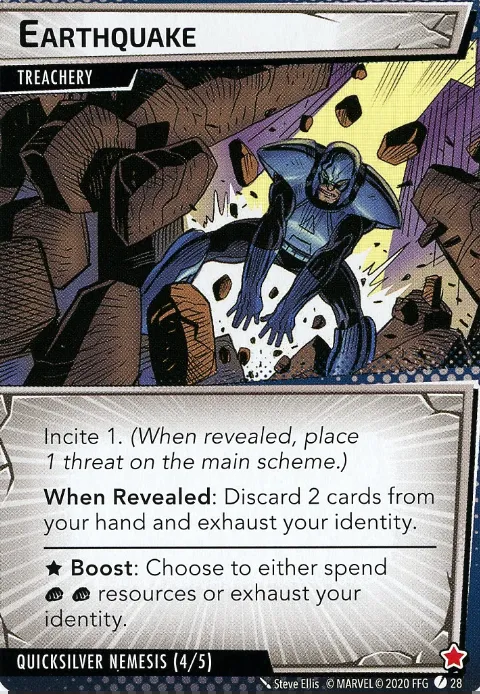 EARTHQUAKE
TREACHERY
Incite 1. (When revealed, place
1 threat on the main scheme.)
When Revealed: Discard 2 cards from
your hand and exhaust your identity.
★ Boost: Choose to either spend
resources or exhaust your
identity.
QUICKSILVER NEMESIS (4/5)
Steve Ellis . © MARVEL © 2020 FFG 28